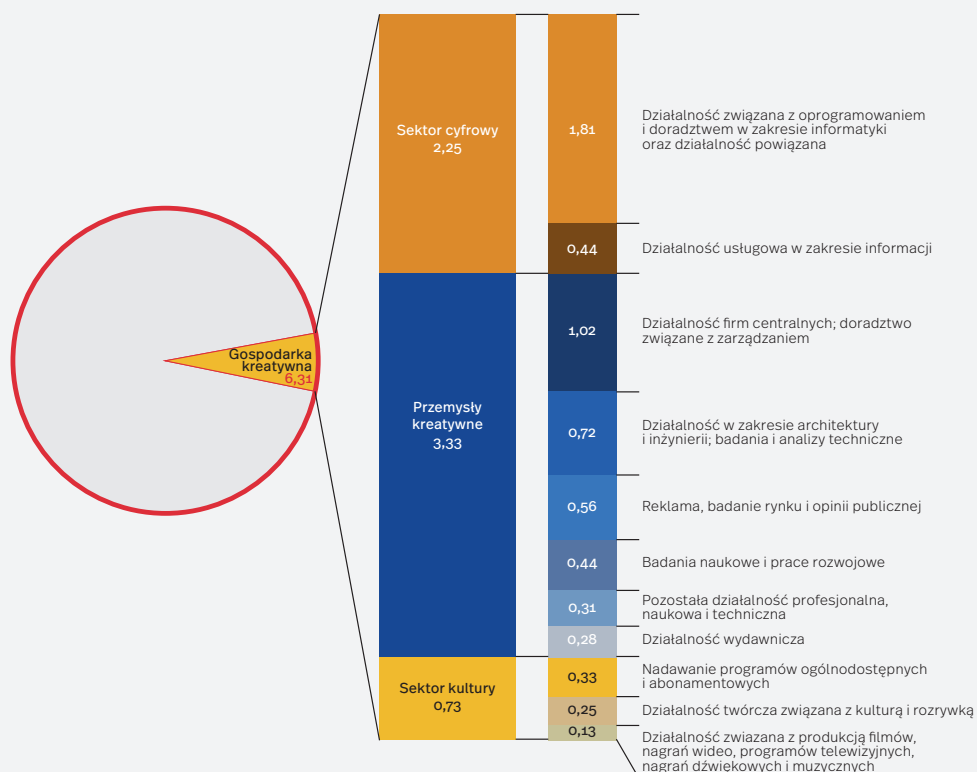 Gospodarka
kreatywna
6,31
Sektor cyfrowy
2,25
Przemysły
kreatywne
3,33
Sektor kultury
0,73
1,81
Działalność związana z oprogramowaniem
i doradztwem w zakresie informatyki
oraz działalność powiązana
0,44
Działalność usługowa w zakresie informacji
1,02
Działalność firm centralnych; doradztwo
związane z zarządzaniem
0,72
Działalność w zakresie architektury
i inżynierii; badania i analizy techniczne
0,56
Reklama, badanie rynku i opinii publicznej
0,44
Badania naukowe i prace rozwojowe
0,31
Pozostała działalność profesjonalna,
naukowa i techniczna
0,28
Działalność wydawnicza
0,33
Nadawanie programów ogólnodostępnych
i abonamentowych
0,25
Działalność twórcza związana z kulturą i rozrywką
0,13
Działalność zwiazana z produkcją filmów,
nagrań wideo, programów telewizyjnych,
nagrań dźwiękowych i muzycznych